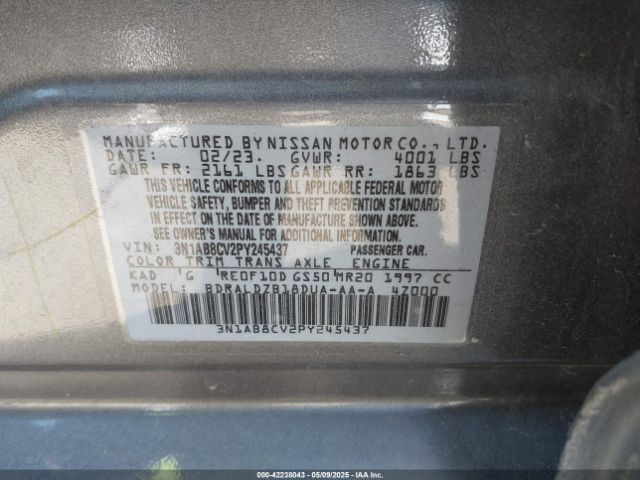 MANUFACTURED BY NISSAN MOTOR CO., LTD.
DATE: 02/23. GVWR: 4001 LBS
GAWR FR: 2161 LBS GAWR RR: 1863 LBS
THIS VEHICLE CONFORMS TO ALL APPLICABLE FEDERAL MOTOR
VEHICLE SAFETY, BUMPER AND THEFT PREVENTION STANDARDS
IN EFFECT ON THE DATE OF MANUFACTURE SHOWN ABOVE.
SEE OWNER'S MANUAL FOR ADDITIONAL INFORMATION
VIN: 3N1AB8CV2PY245437 PASSENGER CAR.
COLOR TRIM TRANS AXLE ENGINE
KAD G RE0F10D GS50 MR20 1997 CC
MODEL: BDRALDZB18DUA-AA-A 47000
3N1AB8CV2PY245437
000-42238043 - 05/09/2025 - IAAI.COM